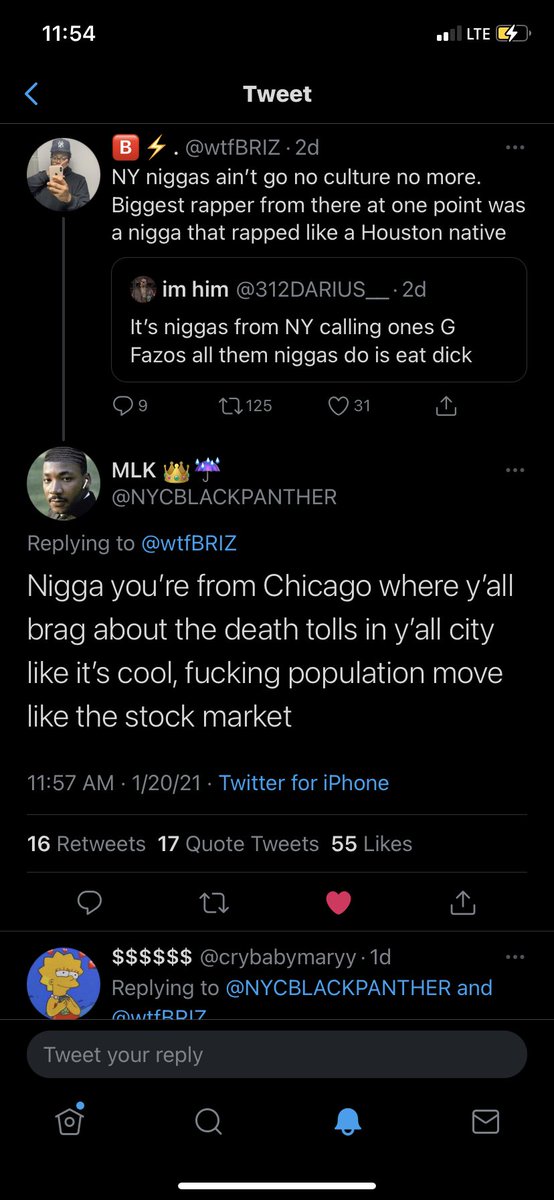 11:54
LTE
Tweet
B . @wtfBRIZ · 2d
NY niggas ain't go no culture no more.
Biggest rapper from there at one point was
a nigga that rapped like a Houston native
im him @312DARIUS__ · 2d
It's niggas from NY calling ones G
Fazos all them niggas do is eat dick
9 125 31
MLK
@NYCBLACKPANTHER
Replying to @wtfBRIZ
Nigga you're from Chicago where y'all
brag about the death tolls in y'all city
like it's cool, fucking population move
like the stock market
11:57 AM · 1/20/21 · Twitter for iPhone
16 Retweets 17 Quote Tweets 55 Likes
$$$$$$ @crybabymaryy · 1d
Replying to @NYCBLACKPANTHER and
@wtfBRIZ
Tweet your reply